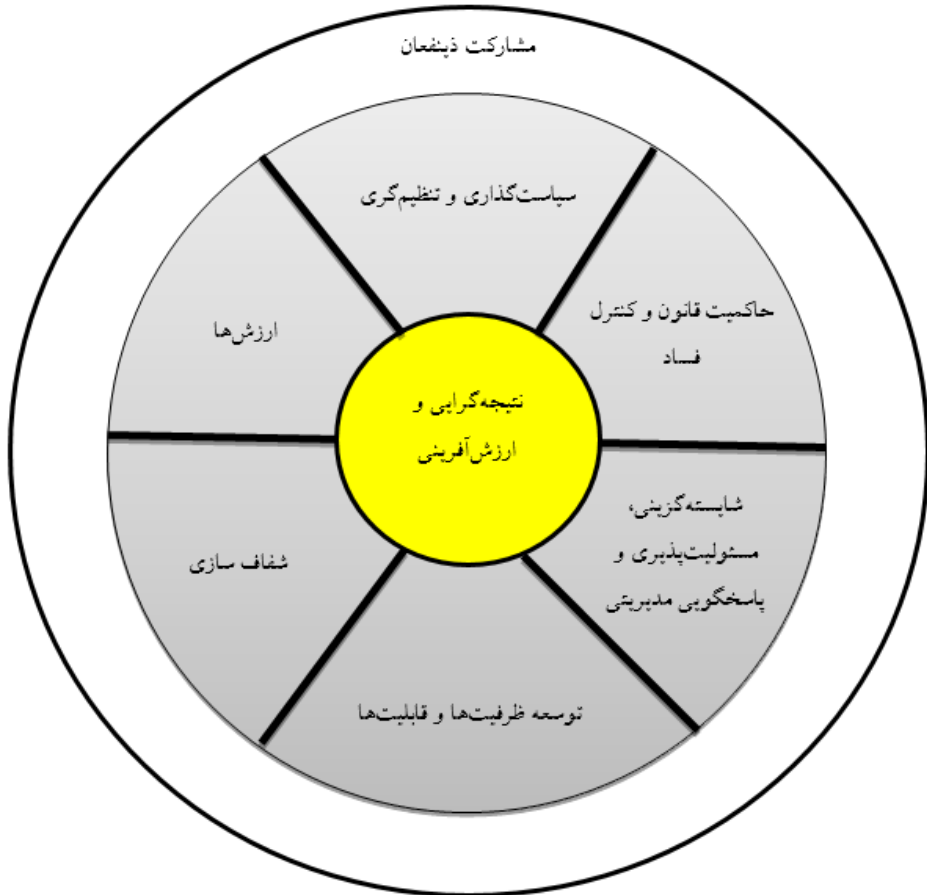 مشارکت ذینفعان
سیاست‌گذاری و تنظیم‌گری
حاکمیت قانون و کنترل
فساد
ارزش‌ها
نتیجه‌گرایی و
ارزش‌آفرینی
شایسته‌گزینی،
مسئولیت‌پذیری و
پاسخگویی مدیریتی
شفاف سازی
توسعه ظرفیت‌ها و قابلیت‌ها